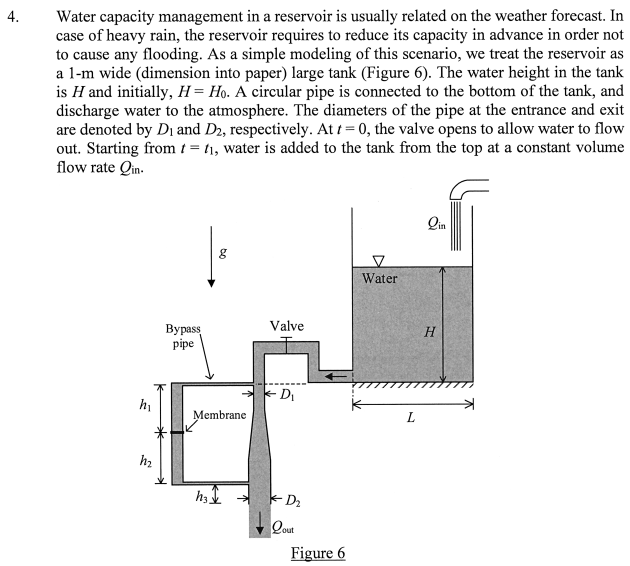 4. Water capacity management in a reservoir is usually related on the weather forecast. In
case of heavy rain, the reservoir requires to reduce its capacity in advance in order not
to cause any flooding. As a simple modeling of this scenario, we treat the reservoir as
a 1-m wide (dimension into paper) large tank (Figure 6). The water height in the tank
is H and initially, H = H₀. A circular pipe is connected to the bottom of the tank, and
discharge water to the atmosphere. The diameters of the pipe at the entrance and exit
are denoted by D₁ and D₂, respectively. At t = 0, the valve opens to allow water to flow
out. Starting from t = t₁, water is added to the tank from the top at a constant volume
flow rate Qin.
Qin
g
Water
Bypass
pipe
Valve
H
D₁
h₁
Membrane
L
h₂
h₃
D₂
Qout
Figure 6